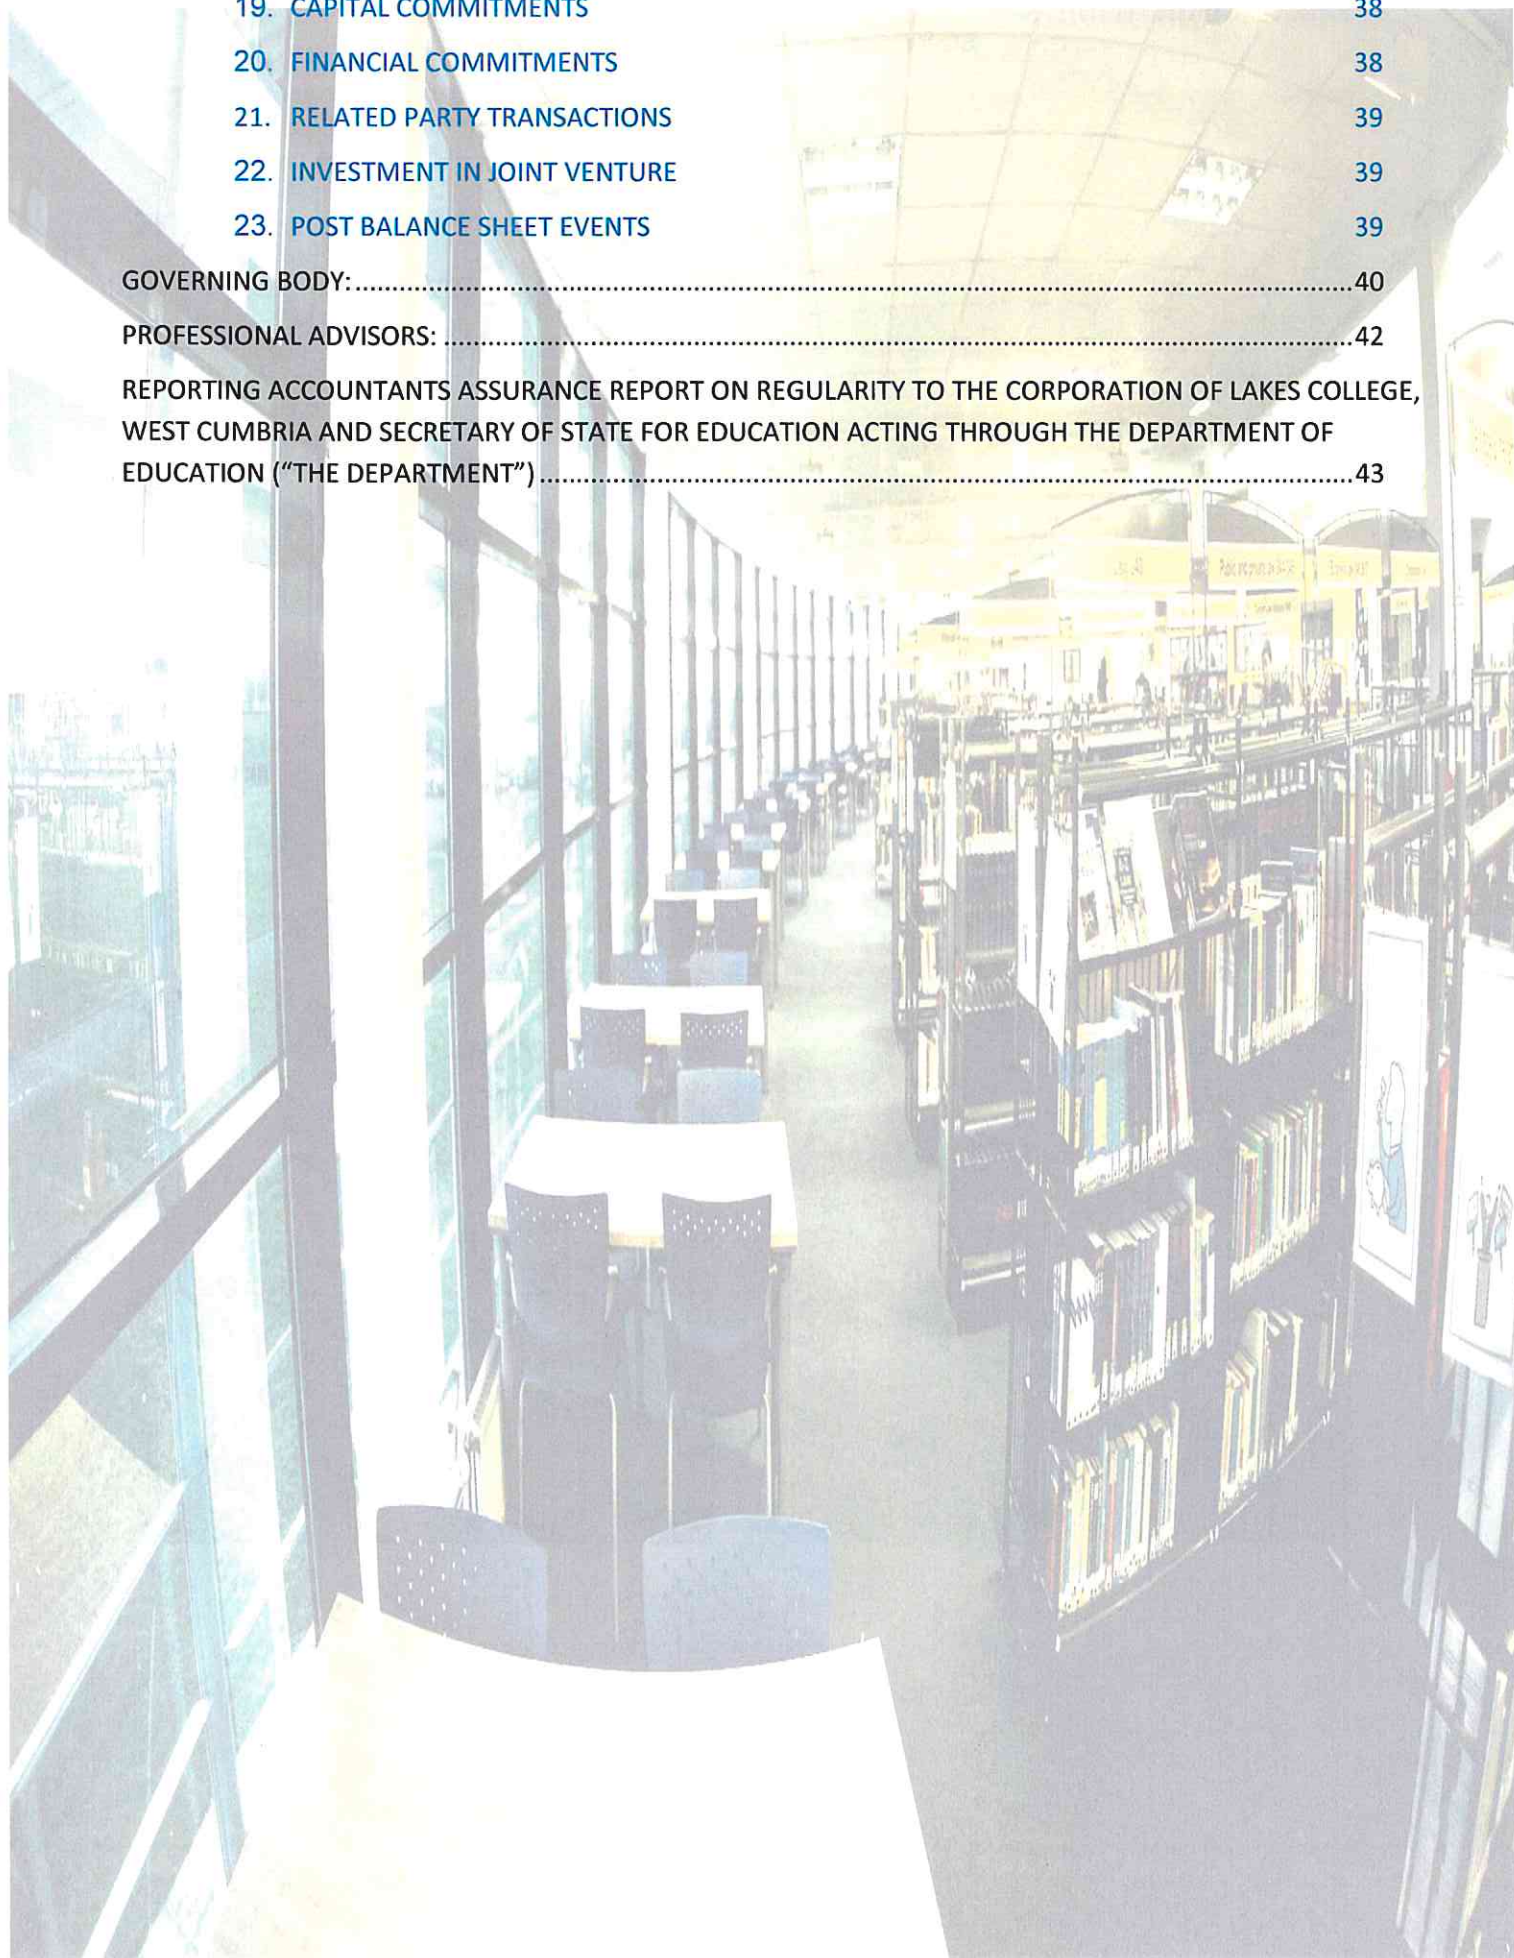 19. CAPITAL COMMITMENTS 38
20. FINANCIAL COMMITMENTS 38
21. RELATED PARTY TRANSACTIONS 39
22. INVESTMENT IN JOINT VENTURE 39
23. POST BALANCE SHEET EVENTS 39
GOVERNING BODY:..........40
PROFESSIONAL ADVISORS: ..........42
REPORTING ACCOUNTANTS ASSURANCE REPORT ON REGULARITY TO THE CORPORATION OF LAKES COLLEGE,
WEST CUMBRIA AND SECRETARY OF STATE FOR EDUCATION ACTING THROUGH THE DEPARTMENT OF
EDUCATION (“THE DEPARTMENT”)..........43